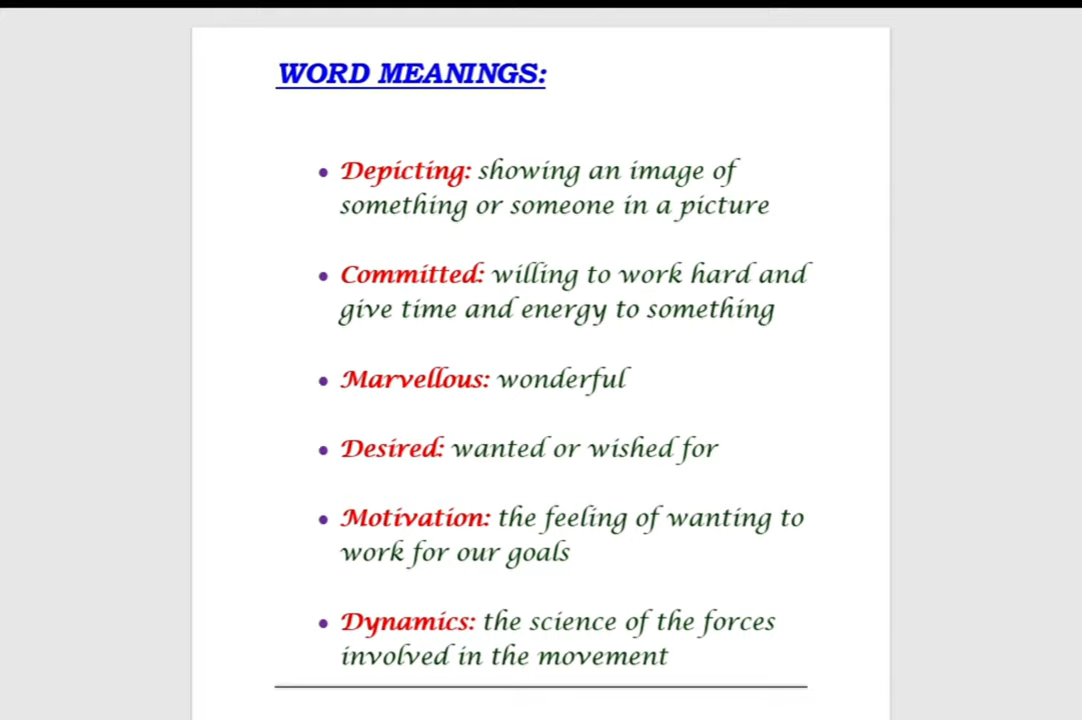 WORD MEANINGS:
• Depicting: showing an image of
something or someone in a picture
• Committed: willing to work hard and
give time and energy to something
• Marvellous: wonderful
• Desired: wanted or wished for
• Motivation: the feeling of wanting to
work for our goals
• Dynamics: the science of the forces
involved in the movement